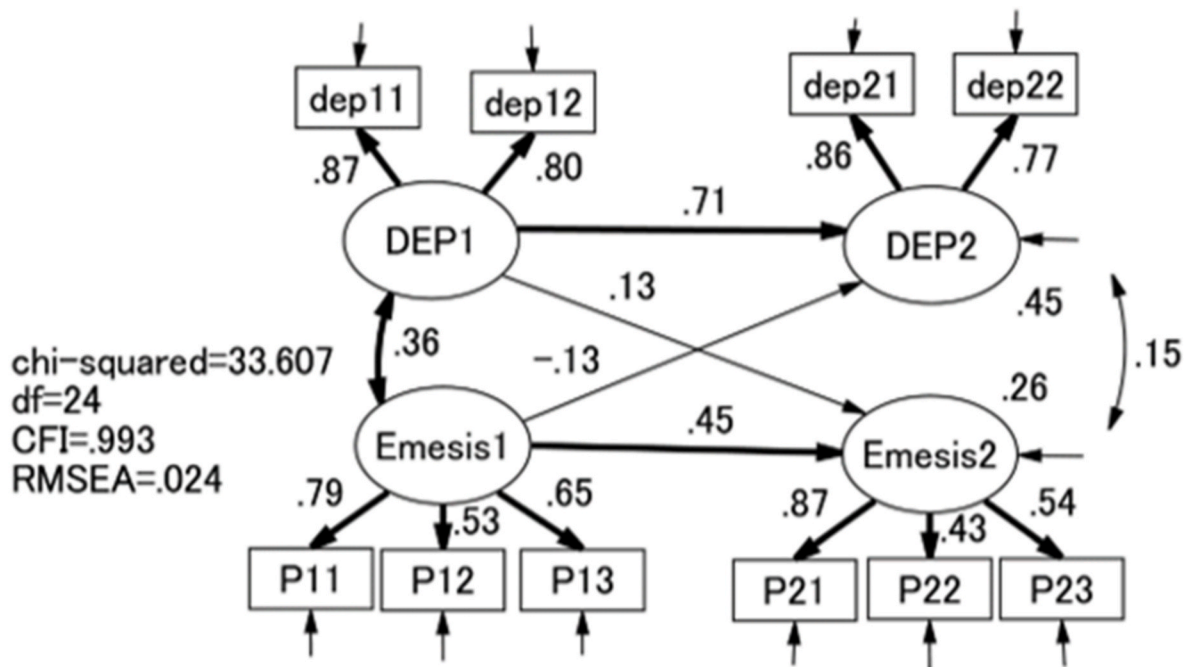 dep11
dep12
dep21
dep22
.87
.80
.86
.77
DEP1
.71
DEP2
.13
.45
.36
-.13
.15
chi-squared=33.607
df=24
CFI=.993
RMSEA=.024
.26
Emesis1
.45
Emesis2
.79
.53
.65
.87
.43
.54
P11
P12
P13
P21
P22
P23